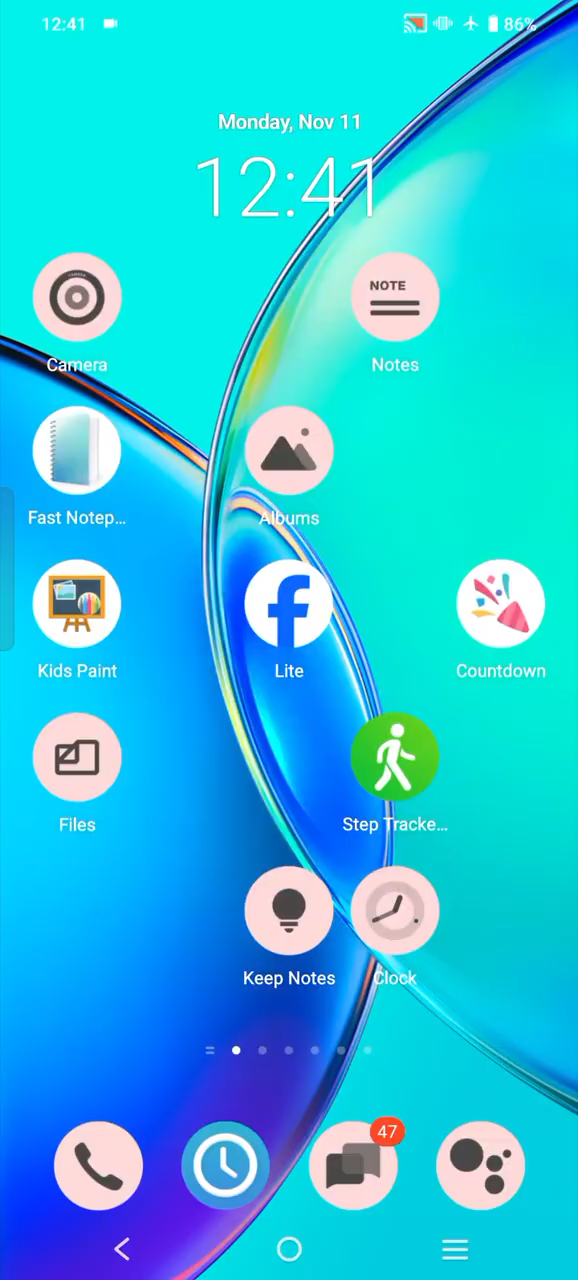 12:41
86%
Monday, Nov 11
12:41
NOTE
Camera
Notes
Fast Notep...
Albums
Kids Paint
Lite
Countdown
Files
Step Tracke...
Keep Notes
Clock
47